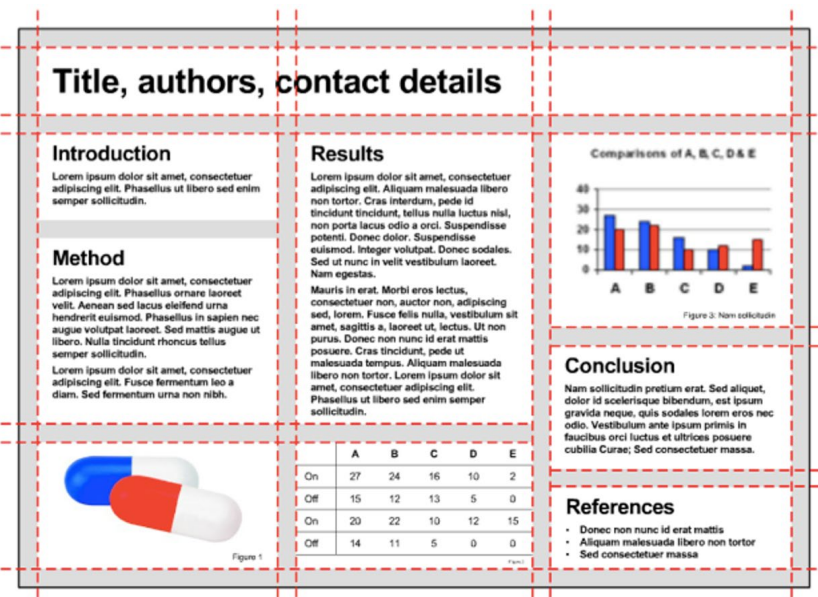 Title, authors, contact details
Introduction
Lorem ipsum dolor sit amet, consectetuer
adipiscing elit. Phasellus ut libero sed enim
semper sollicitudin.
Method
Lorem ipsum dolor sit amet, consectetuer
adipiscing elit. Phasellus ornare laoreet
velit. Aenean sed lacus eleifend urna
hendrerit euismod. Phasellus in sapien nec
augue volutpat laoreet. Sed mattis augue ut
libero. Nulla tincidunt rhoncus tellus
semper sollicitudin.
Lorem ipsum dolor sit amet, consectetuer
adipiscing elit. Fusce fermentum leo a
diam. Sed fermentum urna non nibh.
Figure 1
Results
Lorem ipsum dolor sit amet, consectetuer
adipiscing elit. Aliquam malesuada libero
non tortor. Cras interdum, pede id
tincidunt tincidunt, tellus nulla luctus nisl,
non porta lacus odio a orci. Suspendisse
potenti. Donec dolor. Suspendisse
euismod. Integer volutpat. Donec sodales.
Sed ut nunc in velit vestibulum laoreet.
Nam egestas.
Mauris in erat. Morbi eros lectus,
consectetuer non, auctor non, adipiscing
sed, lorem. Fusce felis nulla, vestibulum sit
amet, sagittis a, laoreet ut, lectus. Ut non
purus. Donec non nunc id erat mattis
posuere. Cras tincidunt, pede ut
malesuada tempus. Aliquam malesuada
libero non tortor. Lorem ipsum dolor sit
amet, consectetuer adipiscing elit.
Phasellus ut libero sed enim semper
sollicitudin.
A B C D E
On 27 24 16 10 2
Off 15 12 13 5 0
On 20 22 10 12 15
Off 14 11 5 0 0
Comparisons of A, B, C, D & E
40
30
20
10
0
A B C D E
Figure 3: Nam sollicitudin
Conclusion
Nam sollicitudin pretium erat. Sed aliquet,
dolor id scelerisque bibendum, est ipsum
gravida neque, quis sodales lorem eros nec
odio. Vestibulum ante ipsum primis in
faucibus orci luctus et ultrices posuere
cubilia Curae; Sed consectetuer massa.
References
• Donec non nunc id erat mattis
• Aliquam malesuada libero non tortor
• Sed consectetuer massa